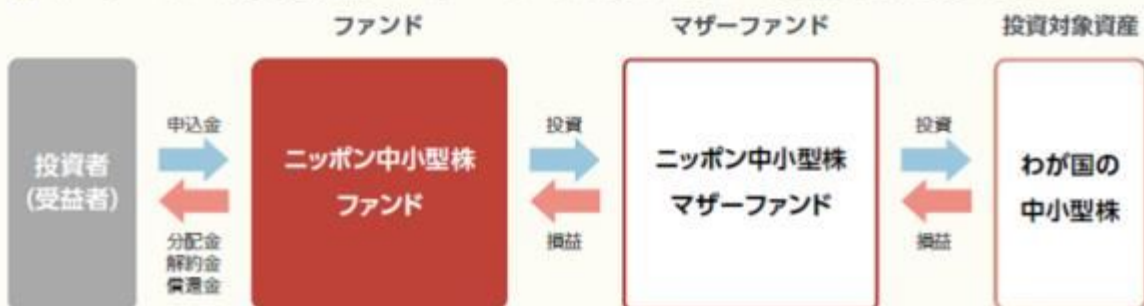 ファンド
マザーファンド
投資対象資産
投資者
(受益者)
申込金
分配金
解約金
償還金
ニッポン中小型株
ファンド
投資
損益
ニッポン中小型株
マザーファンド
投資
損益
わが国の
中小型株